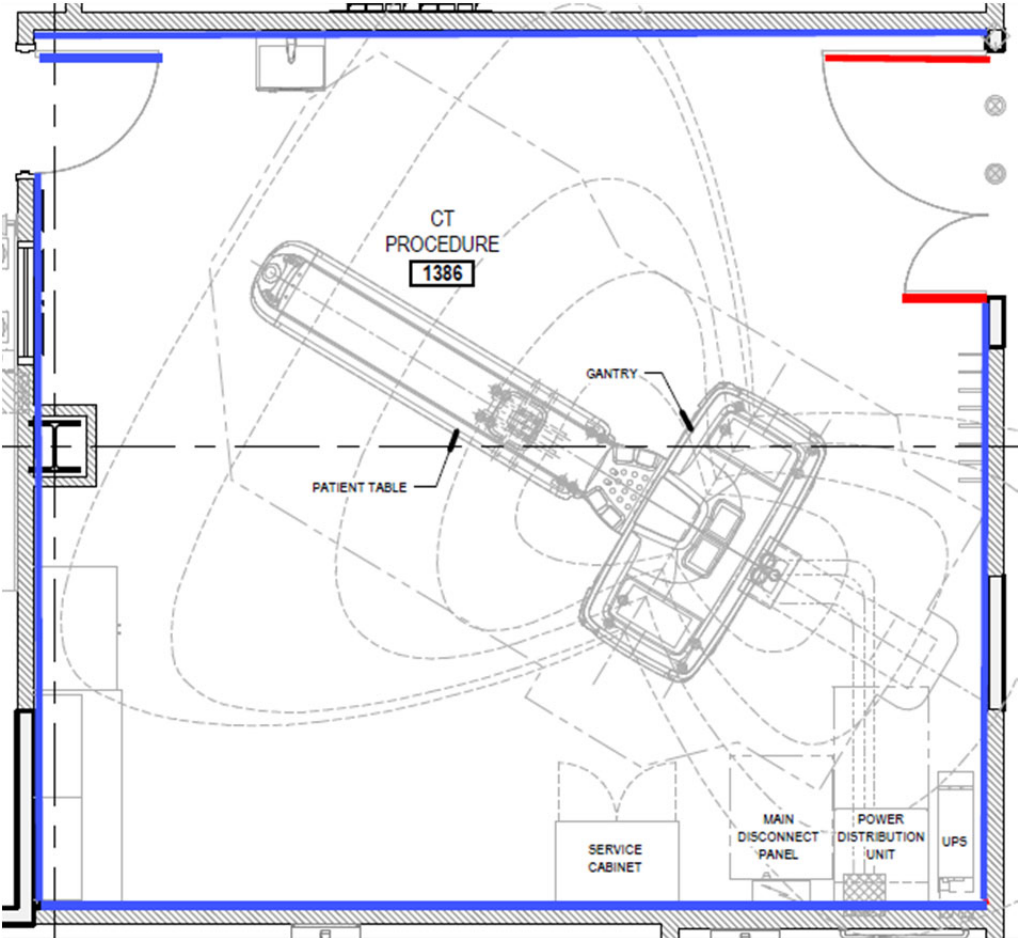 CT
PROCEDURE
1386
GANTRY
PATIENT TABLE
SERVICE
CABINET
MAIN
DISCONNECT
PANEL
POWER
DISTRIBUTION
UNIT
UPS